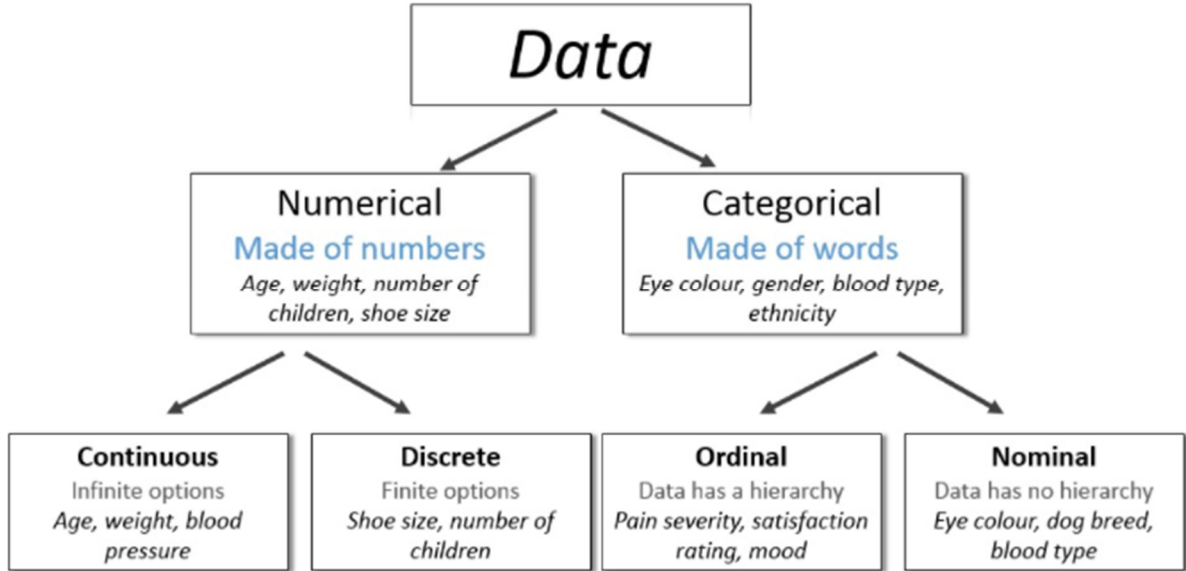 Data
Numerical
Made of numbers
Age, weight, number of
children, shoe size
Categorical
Made of words
Eye colour, gender, blood type,
ethnicity
Continuous
Infinite options
Age, weight, blood
pressure
Discrete
Finite options
Shoe size, number of
children
Ordinal
Data has a hierarchy
Pain severity, satisfaction
rating, mood
Nominal
Data has no hierarchy
Eye colour, dog breed,
blood type